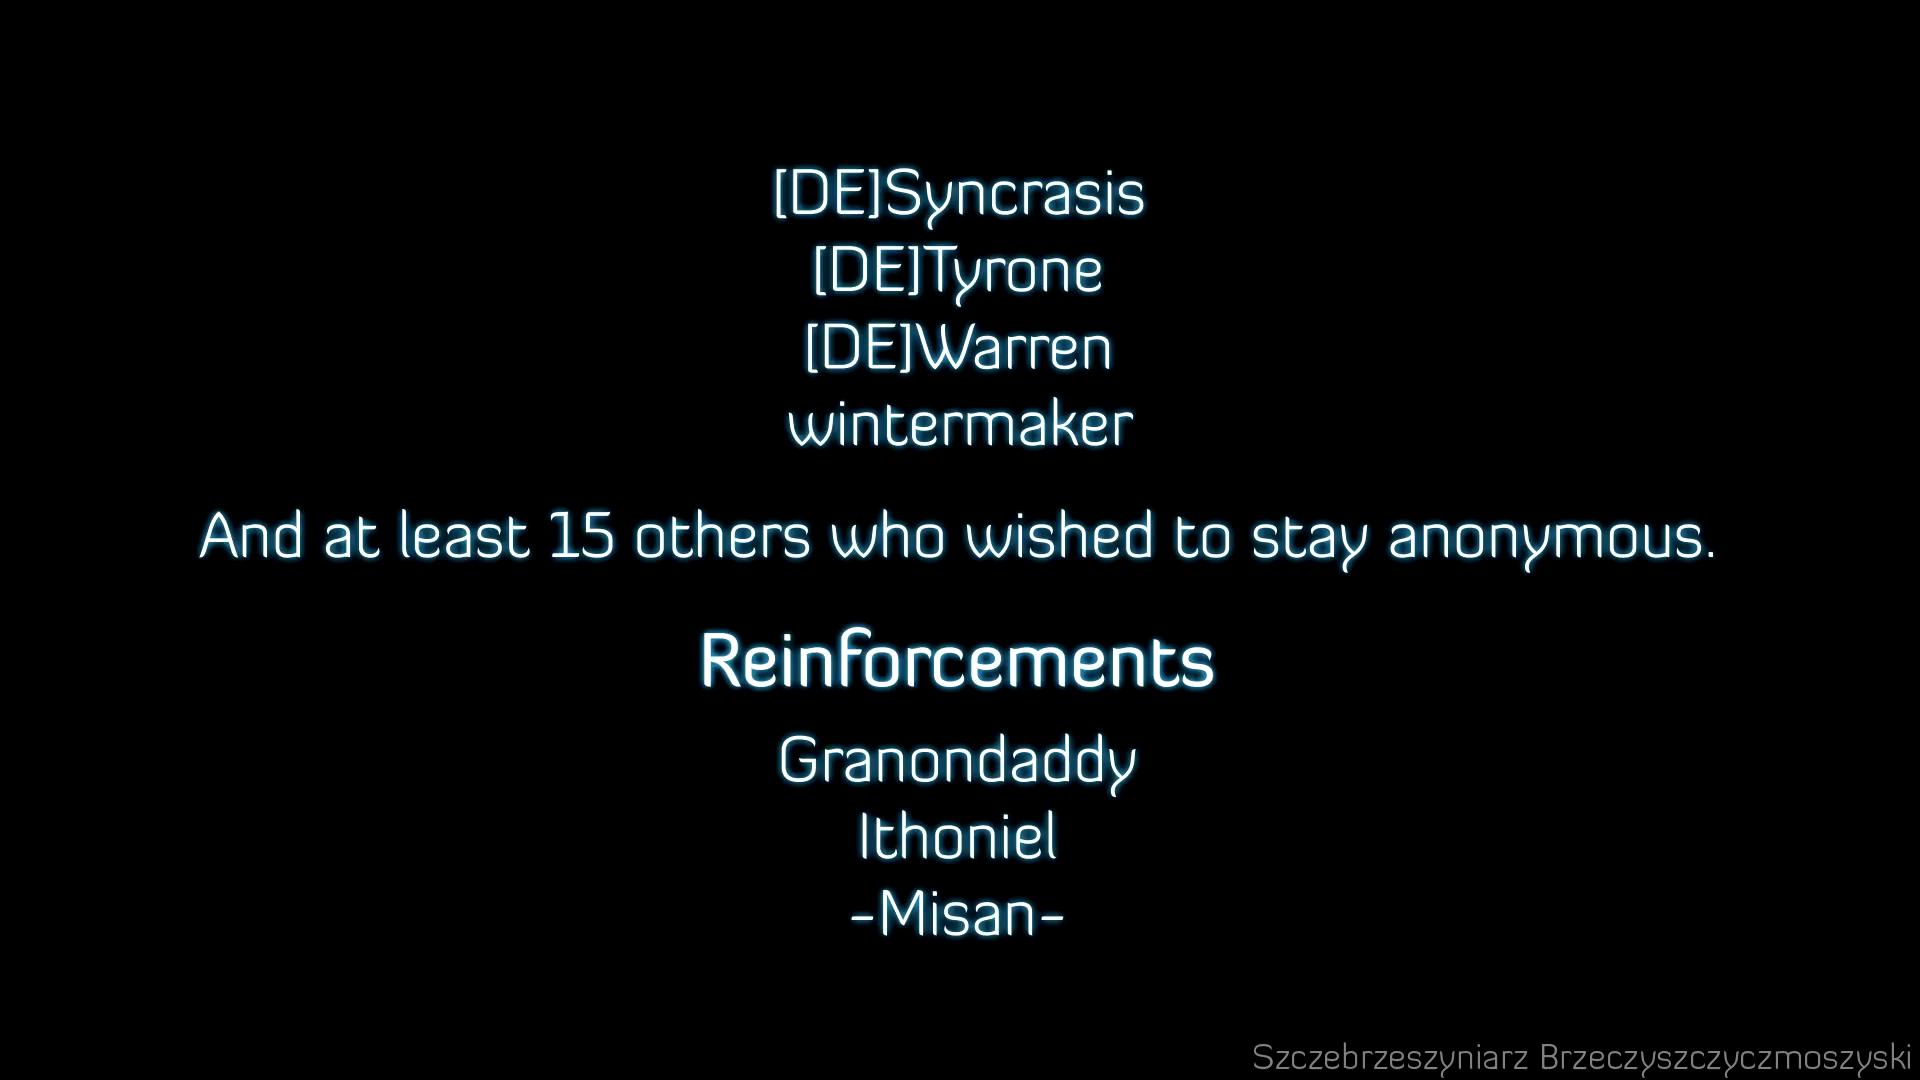 [DE]Syncrasis
[DE]Tyrone
[DE]Warren
wintermaker
And at least 15 others who wished to stay anonymous.
Reinforcements
Granondaddy
Ithoniel
-Misan-
Szczebrzeszyniarz Brzeczyszczyczmoszyski